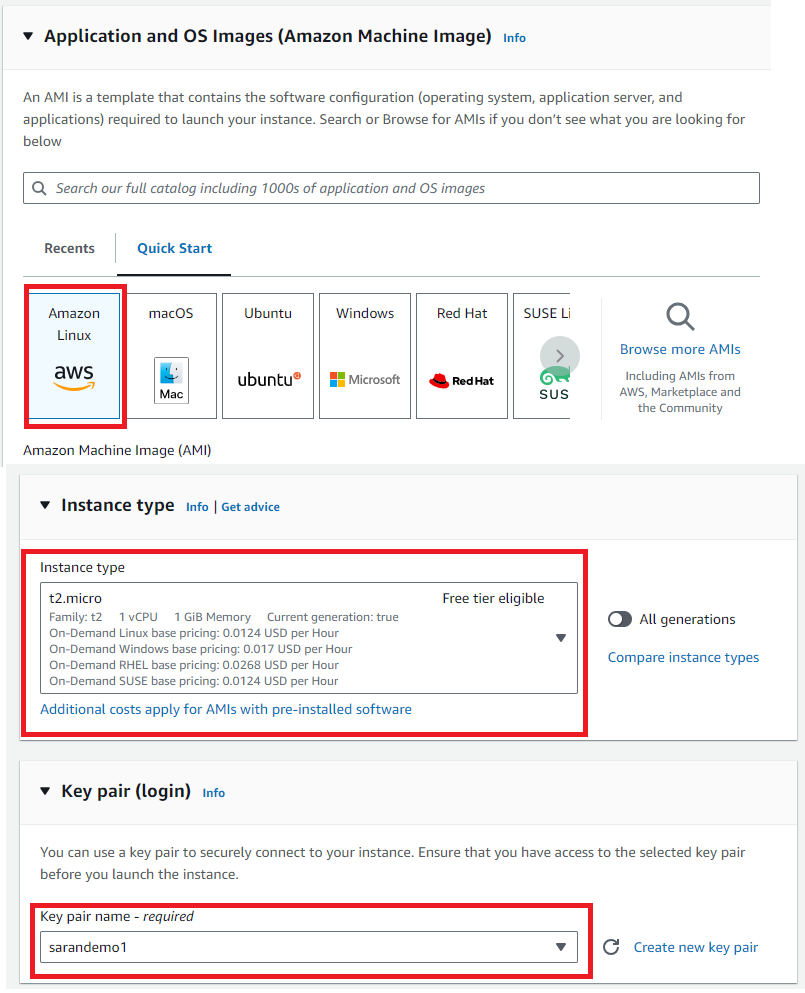 Application and OS Images (Amazon Machine Image) Info
An AMI is a template that contains the software configuration (operating system, application server, and
applications) required to launch your instance. Search or Browse for AMIs if you don't see what you are looking for
below
Search our full catalog including 1000s of application and OS images
Recents
Quick Start
Amazon
Linux
aws
macOS
Mac
Ubuntu
ubuntu
Windows
Microsoft
Red Hat
Red Hat
SUSE Li
SUS
Browse more AMIs
Including AMIs from
AWS, Marketplace and
the Community
Amazon Machine Image (AMI)
Instance type Info | Get advice
Instance type
t2.micro Free tier eligible
Family: t2 1 vCPU 1 GiB Memory Current generation: true
On-Demand Linux base pricing: 0.0124 USD per Hour
On-Demand Windows base pricing: 0.017 USD per Hour
On-Demand RHEL base pricing: 0.0268 USD per Hour
On-Demand SUSE base pricing: 0.0124 USD per Hour
Additional costs apply for AMIs with pre-installed software
All generations
Compare instance types
Key pair (login) Info
You can use a key pair to securely connect to your instance. Ensure that you have access to the selected key pair
before you launch the instance.
Key pair name - required
sarandemo1
Create new key pair